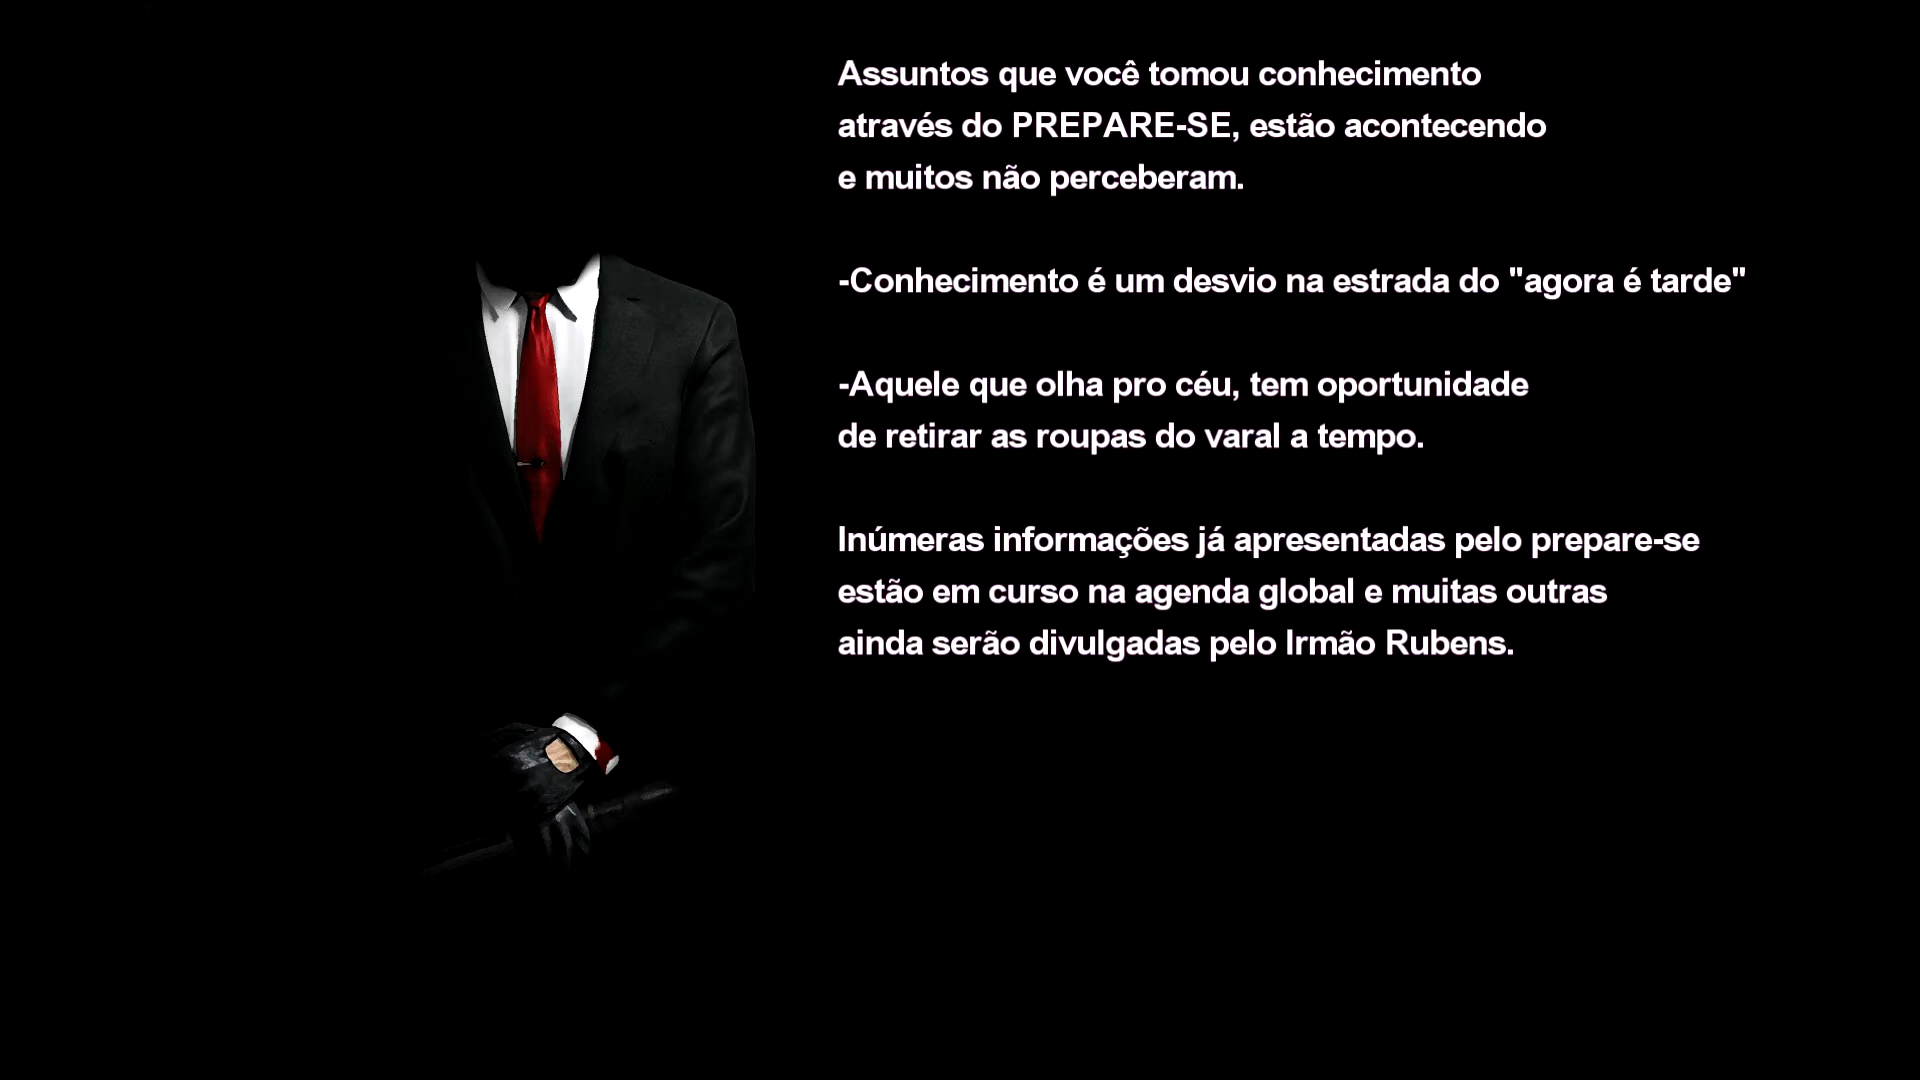 Assuntos que você tomou conhecimento
através do PREPARE-SE, estão acontecendo
e muitos não perceberam.
-Conhecimento é um desvio na estrada do "agora é tarde"
-Aquele que olha pro céu, tem oportunidade
de retirar as roupas do varal a tempo.
Inúmeras informações já apresentadas pelo prepare-se
estão em curso na agenda global e muitas outras
ainda serão divulgadas pelo Irmão Rubens.